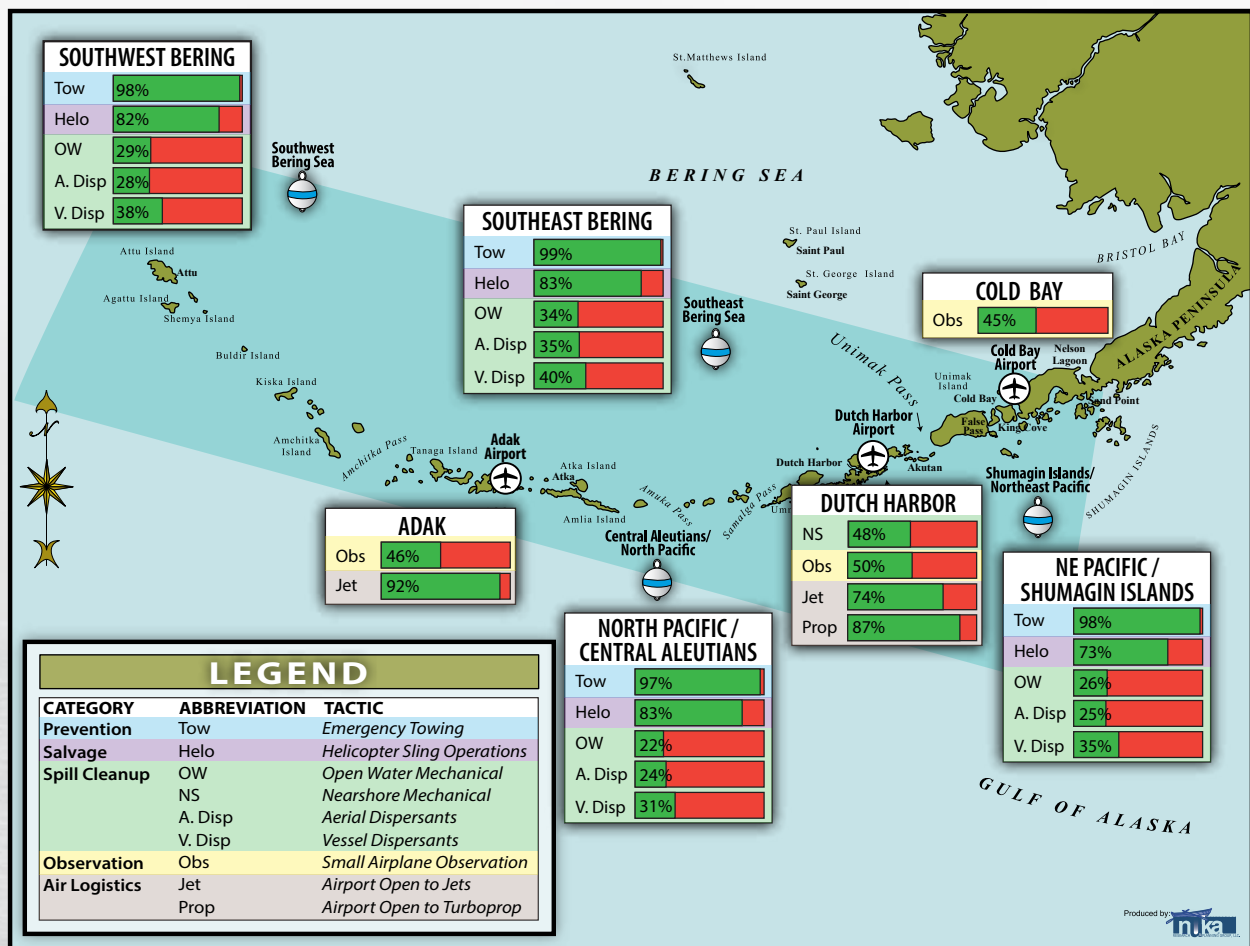 SOUTHWEST BERING
Tow 98%
Helo 82%
OW 29%
A. Disp 28%
V. Disp 38%
Southwest
Bering Sea
St.Matthews Island
BERING SEA
SOUTHEAST BERING
Tow 99%
Helo 83%
OW 34%
A. Disp 35%
V. Disp 40%
Southeast
Bering Sea
St. Paul Island
Saint Paul
St. George Island
Saint George
BRISTOL BAY
ALASKA PENINSULA
COLD BAY
Obs 45%
Cold Bay
Airport
Nelson
Lagoon
Unimak
Island
Cold Bay
Sand Point
False
Pass
King Cove
Unimak Pass
Attu Island
Attu
Agattu Island
Shemya Island
Buldir Island
Kiska Island
Amchitka
Island
Amchitka Pass
Tanaga Island
Adak
Airport
Atka Island
Atka
Amlia Island
Amuka Pass
Samalga Pass
Dutch Harbor
Dutch Harbor
Airport
Akutan
Shumagin Islands/
Northeast Pacific
SHUMAGIN ISLANDS
N
ADAK
Obs 46%
Jet 92%
Central Aleutians/
North Pacific
DUTCH HARBOR
NS 48%
Obs 50%
Jet 74%
Prop 87%
NE PACIFIC /
SHUMAGIN ISLANDS
Tow 98%
Helo 73%
OW 26%
A. Disp 25%
V. Disp 35%
NORTH PACIFIC /
CENTRAL ALEUTIANS
Tow 97%
Helo 83%
OW 22%
A. Disp 24%
V. Disp 31%
GULF OF ALASKA
LEGEND
CATEGORY ABBREVIATION TACTIC
Prevention Tow Emergency Towing
Salvage Helo Helicopter Sling Operations
Spill Cleanup OW Open Water Mechanical
NS Nearshore Mechanical
A. Disp Aerial Dispersants
V. Disp Vessel Dispersants
Observation Obs Small Airplane Observation
Air Logistics Jet Airport Open to Jets
Prop Airport Open to Turboprop
Produced by:
nuka